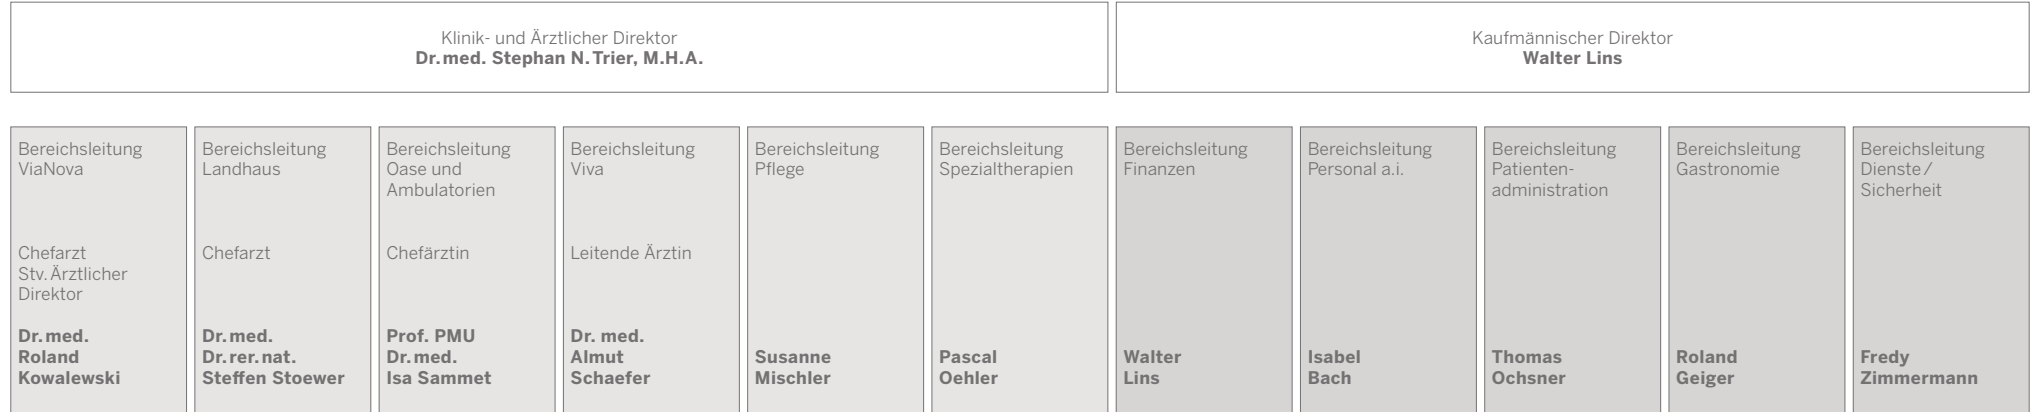 Klinik- und Ärztlicher Direktor
Dr. med. Stephan N. Trier, M.H.A.
Kaufmännischer Direktor
Walter Lins
Bereichsleitung
ViaNova
Chefarzt
Stv. Ärztlicher
Direktor
Dr. med.
Roland
Kowalewski
Bereichsleitung
Landhaus
Chefarzt
Dr. med.
Dr. rer. nat.
Steffen Stoewer
Bereichsleitung
Oase und
Ambulatorien
Chefärztin
Prof. PMU
Dr. med.
Isa Sammet
Bereichsleitung
Viva
Leitende Ärztin
Dr. med.
Almut
Schaefer
Bereichsleitung
Pflege
Susanne
Mischler
Bereichsleitung
Spezialtherapien
Pascal
Oehler
Bereichsleitung
Finanzen
Walter
Lins
Bereichsleitung
Personal a.i.
Isabel
Bach
Bereichsleitung
Patienten-
administration
Thomas
Ochsner
Bereichsleitung
Gastronomie
Roland
Geiger
Bereichsleitung
Dienste/
Sicherheit
Fredy
Zimmermann